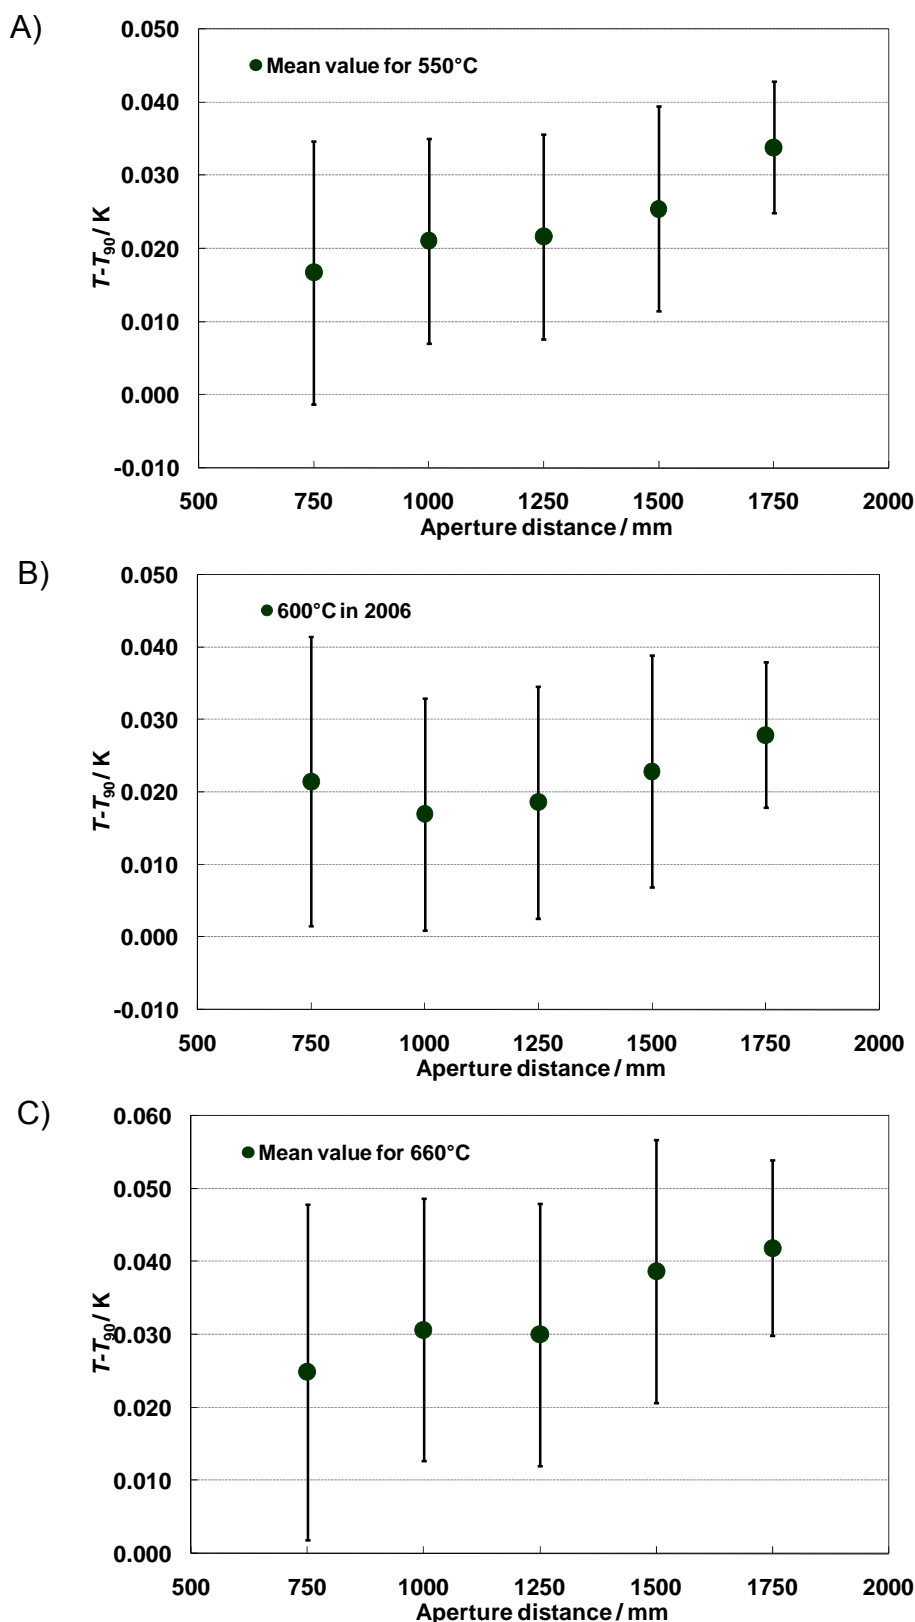 A)
0.050
Mean value for 550°C
0.040
0.030
0.020
0.010
0.000
-0.010
T-T90/ K
500 750 1000 1250 1500 1750 2000
Aperture distance / mm
B)
0.050
600°C in 2006
0.040
0.030
0.020
0.010
0.000
-0.010
T-T90/ K
500 750 1000 1250 1500 1750 2000
Aperture distance / mm
C)
0.060
Mean value for 660°C
0.050
0.040
0.030
0.020
0.010
0.000
T-T90/ K
500 750 1000 1250 1500 1750 2000
Aperture distance / mm